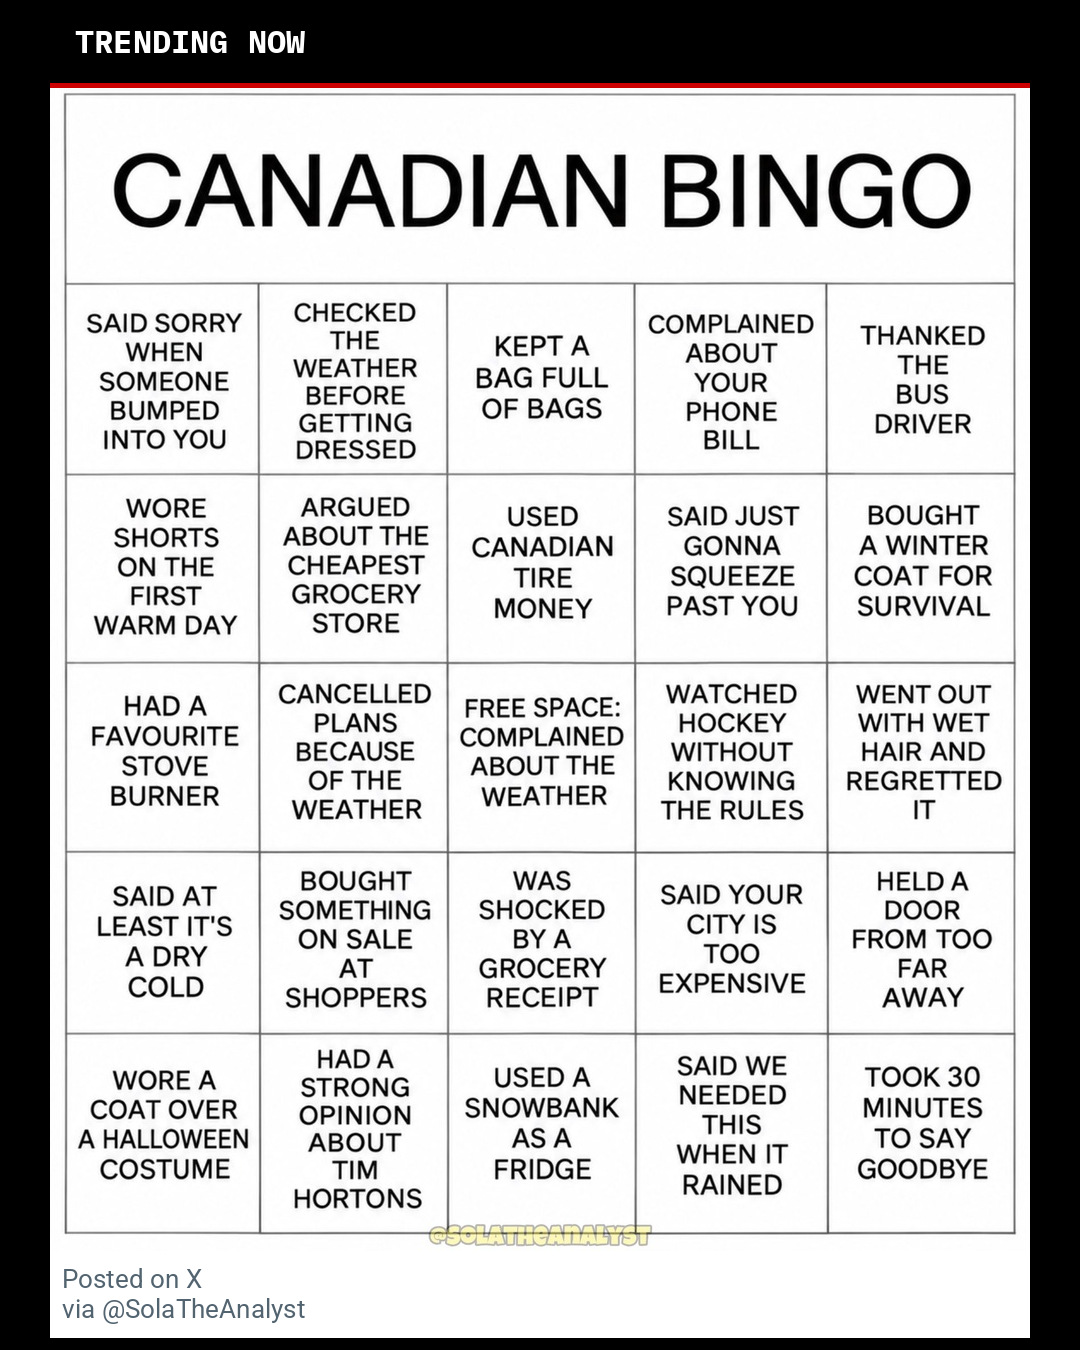 TRENDING NOW
CANADIAN BINGO
SAID SORRY
WHEN
SOMEONE
BUMPED
INTO YOU
CHECKED
THE
WEATHER
BEFORE
GETTING
DRESSED
KEPT A
BAG FULL
OF BAGS
COMPLAINED
ABOUT
YOUR
PHONE
BILL
THANKED
THE
BUS
DRIVER
WORE
SHORTS
ON THE
FIRST
WARM DAY
ARGUED
ABOUT THE
CHEAPEST
GROCERY
STORE
USED
CANADIAN
TIRE
MONEY
SAID JUST
GONNA
SQUEEZE
PAST YOU
BOUGHT
A WINTER
COAT FOR
SURVIVAL
HAD A
FAVOURITE
STOVE
BURNER
CANCELLED
PLANS
BECAUSE
OF THE
WEATHER
FREE SPACE:
COMPLAINED
ABOUT THE
WEATHER
WATCHED
HOCKEY
WITHOUT
KNOWING
THE RULES
WENT OUT
WITH WET
HAIR AND
REGRETTED
IT
SAID AT
LEAST IT'S
A DRY
COLD
BOUGHT
SOMETHING
ON SALE
AT
SHOPPERS
WAS
SHOCKED
BY A
GROCERY
RECEIPT
SAID YOUR
CITY IS
TOO
EXPENSIVE
HELD A
DOOR
FROM TOO
FAR
AWAY
WORE A
COAT OVER
A HALLOWEEN
COSTUME
HAD A
STRONG
OPINION
ABOUT
TIM
HORTONS
USED A
SNOWBANK
AS A
FRIDGE
SAID WE
NEEDED
THIS
WHEN IT
RAINED
TOOK 30
MINUTES
TO SAY
GOODBYE
@SOLATHEANALYST
Posted on X
via @SolaTheAnalyst